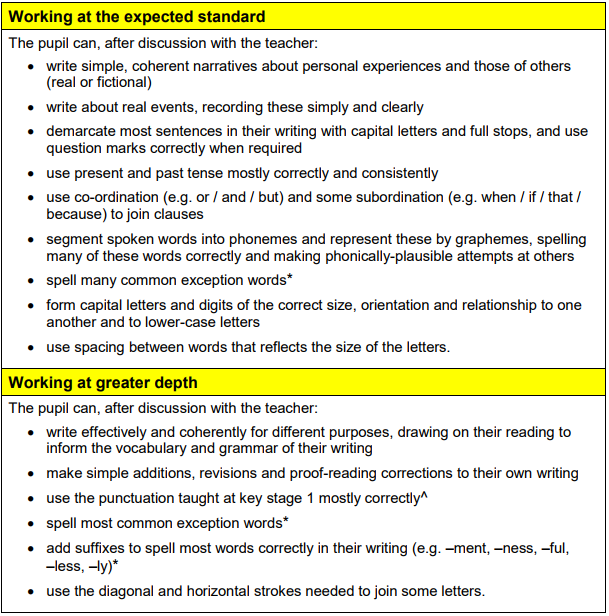 Working at the expected standard
The pupil can, after discussion with the teacher:
• write simple, coherent narratives about personal experiences and those of others
(real or fictional)
• write about real events, recording these simply and clearly
• demarcate most sentences in their writing with capital letters and full stops, and use
question marks correctly when required
• use present and past tense mostly correctly and consistently
• use co-ordination (e.g. or / and / but) and some subordination (e.g. when / if / that /
because) to join clauses
• segment spoken words into phonemes and represent these by graphemes, spelling
many of these words correctly and making phonically-plausible attempts at others
• spell many common exception words*
• form capital letters and digits of the correct size, orientation and relationship to one
another and to lower-case letters
• use spacing between words that reflects the size of the letters.
Working at greater depth
The pupil can, after discussion with the teacher:
• write effectively and coherently for different purposes, drawing on their reading to
inform the vocabulary and grammar of their writing
• make simple additions, revisions and proof-reading corrections to their own writing
• use the punctuation taught at key stage 1 mostly correctly^
• spell most common exception words*
• add suffixes to spell most words correctly in their writing (e.g. –ment, –ness, –ful,
–less, –ly)*
• use the diagonal and horizontal strokes needed to join some letters.